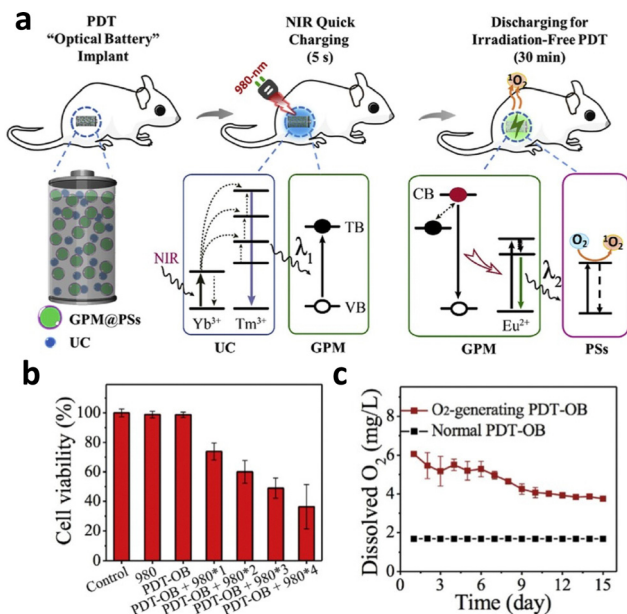 a
PDT
“Optical Battery”
Implant
NIR Quick
Charging
(5 s)
Discharging for
Irradiation-Free PDT
(30 min)
980-nm
¹O₂
GPM@PSs
UC
NIR
Yb³⁺
Tm³⁺
λ₁
UC
TB
VB
GPM
CB
Eu²⁺
λ₂
GPM
O₂
¹O₂
PSs
b
Cell viability (%)
120
100
80
60
40
20
0
Control
980
PDT-OB
PDT-OB + 980*1
PDT-OB + 980*2
PDT-OB + 980*3
PDT-OB + 980*4
c
Dissolved O₂ (mg/L)
8
6
4
2
0
O₂-generating PDT-OB
Normal PDT-OB
0 3 6 9 12 15
Time (day)